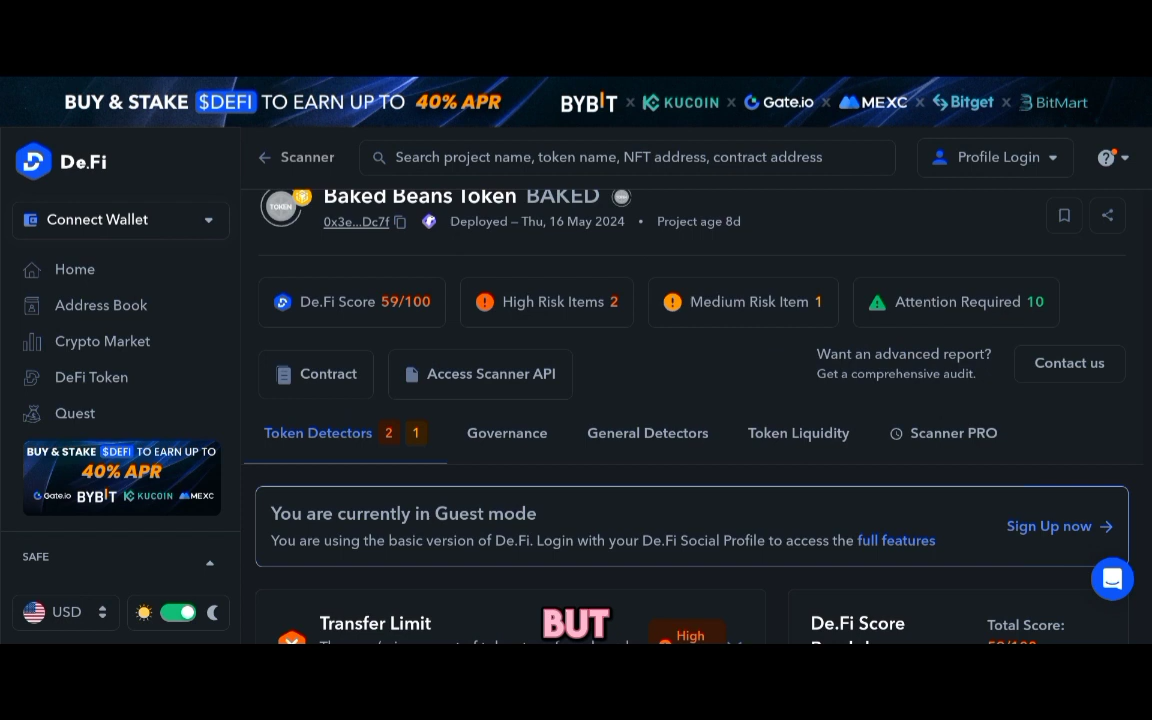 BUY & STAKE $DEFI TO EARN UP TO 40% APR BYBIT x KUCOIN x Gate.io x MEXC x Bitget x BitMart
De.Fi
Scanner
Search project name, token name, NFT address, contract address
Profile Login
?
Connect Wallet
Home
Address Book
Crypto Market
DeFi Token
Quest
BUY & STAKE $DEFI TO EARN UP TO
40% APR
Gate.io BYBIT KUCOIN MEXC
SAFE
USD
TOKEN
Baked Beans Token BAKED
0x3e...Dc7f Deployed – Thu, 16 May 2024 • Project age 8d
De.Fi Score 59/100
High Risk Items 2
Medium Risk Item 1
Attention Required 10
Contract
Access Scanner API
Want an advanced report?
Get a comprehensive audit.
Contact us
Token Detectors 2 1
Governance
General Detectors
Token Liquidity
Scanner PRO
You are currently in Guest mode
You are using the basic version of De.Fi. Login with your De.Fi Social Profile to access the full features
Sign Up now
Transfer Limit
High
BUT
De.Fi Score
Total Score: